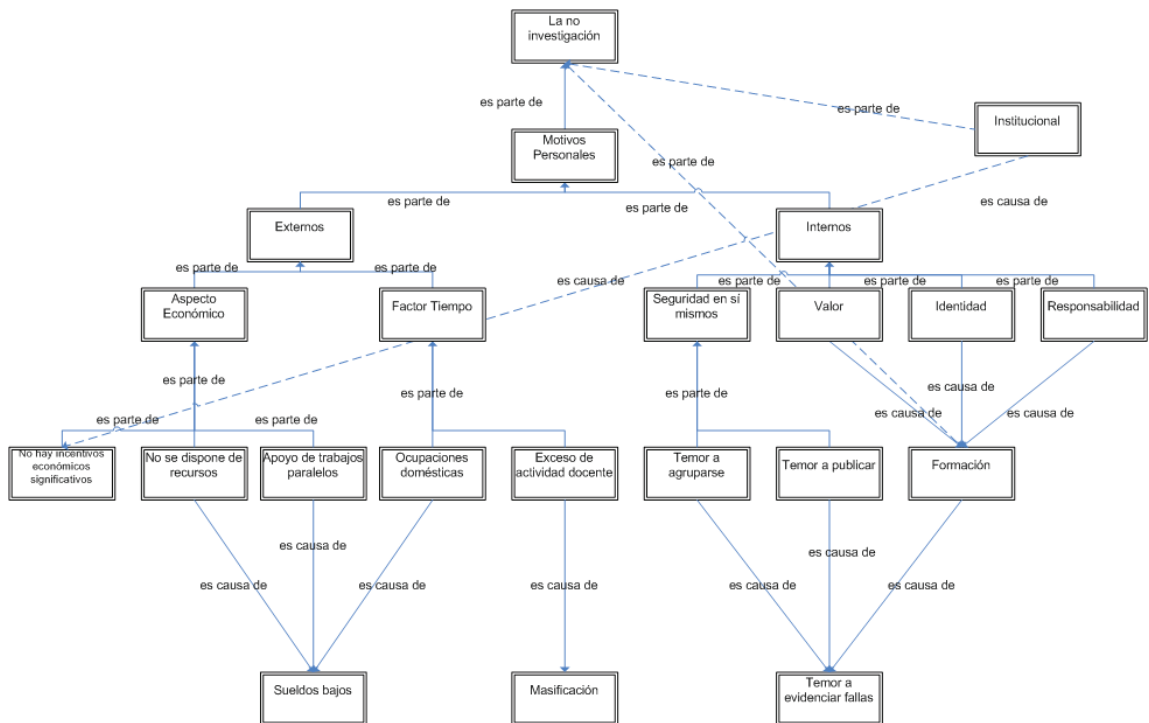 La no
investigación
es parte de
es parte de
Institucional
Motivos
Personales
es parte de
es parte de
es parte de
es causa de
Externos
Internos
es parte de
es parte de
es causa de
es parte de
es parte de
es parte de
Aspecto
Económico
Factor Tiempo
Seguridad en sí
mismos
Valor
Identidad
Responsabilidad
es parte de
es parte de
es parte de
es causa de
es parte de
es parte de
es causa de
es causa de
No hay incentivos
económicos
significativos
No se dispone de
recursos
Apoyo de trabajos
paralelos
Ocupaciones
domésticas
Exceso de
actividad docente
Temor a
agruparse
Temor a publicar
Formación
es causa de
es causa de
es causa de
es causa de
es causa de
es causa de
es causa de
Sueldos bajos
Masificación
Temor a
evidenciar fallas